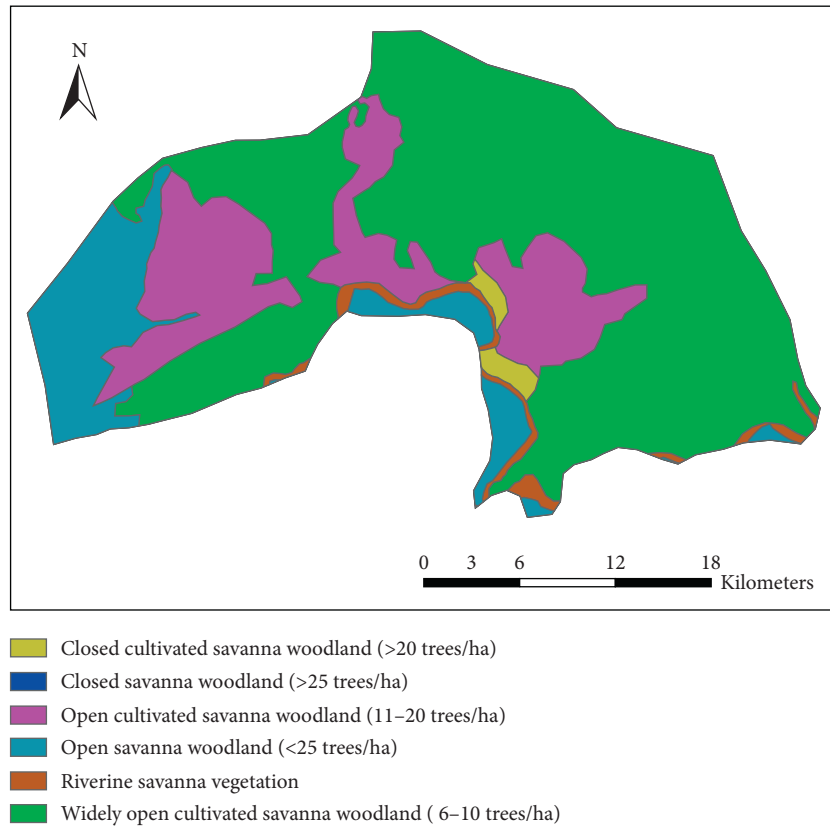 N
0 3 6 12 18
Kilometers
Closed cultivated savanna woodland (>20 trees/ha)
Closed savanna woodland (>25 trees/ha)
Open cultivated savanna woodland (11–20 trees/ha)
Open savanna woodland (<25 trees/ha)
Riverine savanna vegetation
Widely open cultivated savanna woodland ( 6–10 trees/ha)